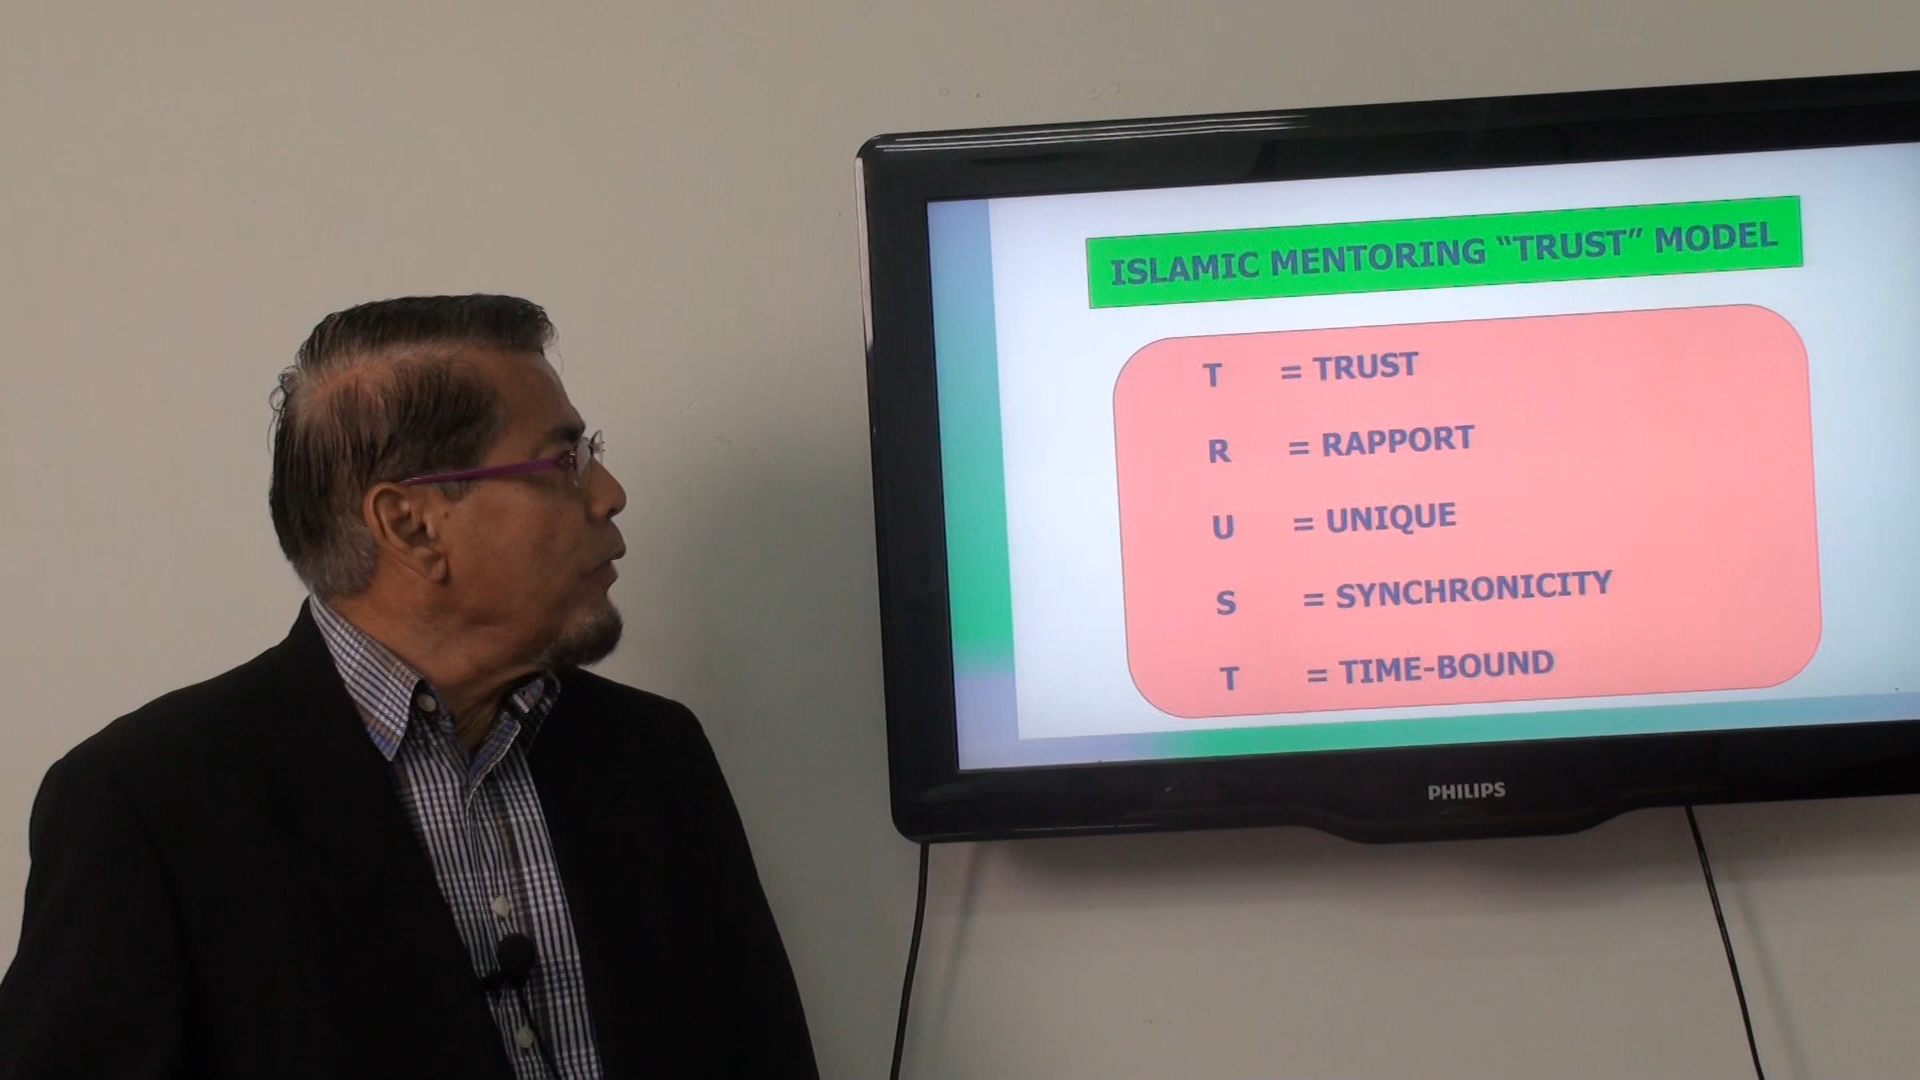 ISLAMIC MENTORING “TRUST” MODEL
T = TRUST
R = RAPPORT
U = UNIQUE
S = SYNCHRONICITY
T = TIME-BOUND
PHILIPS